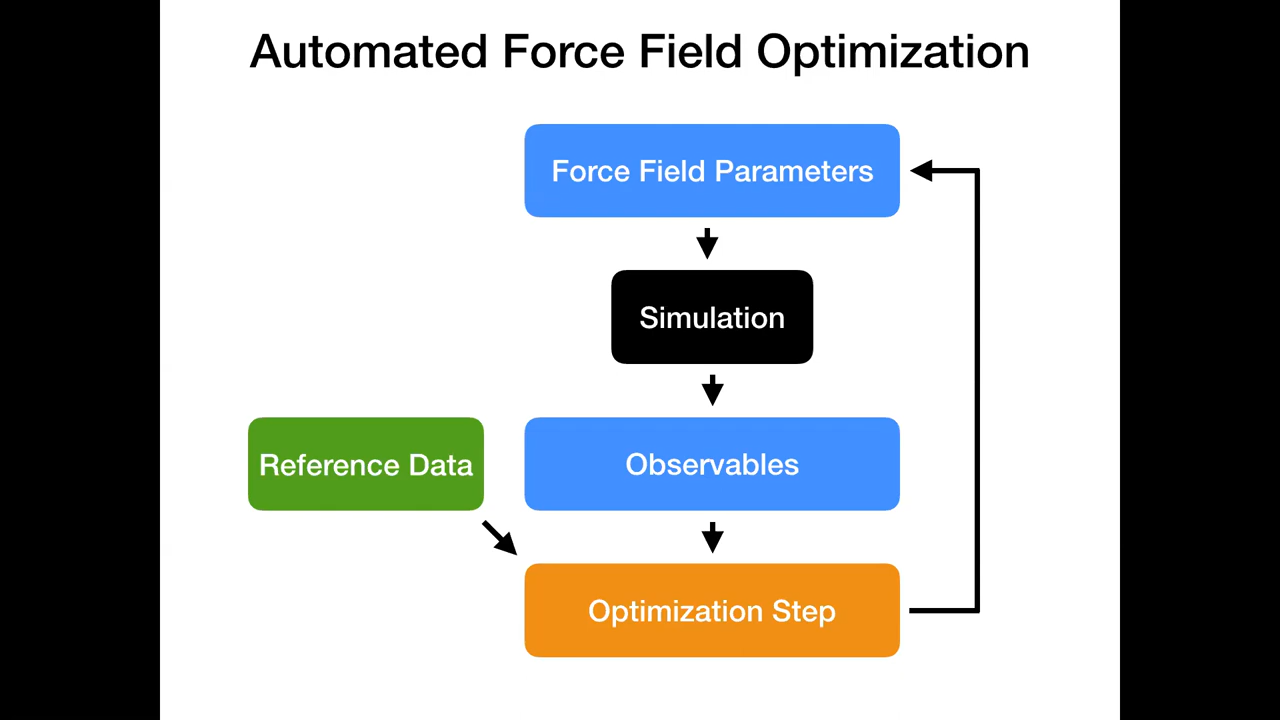 Automated Force Field Optimization
Force Field Parameters
Simulation
Reference Data
Observables
Optimization Step